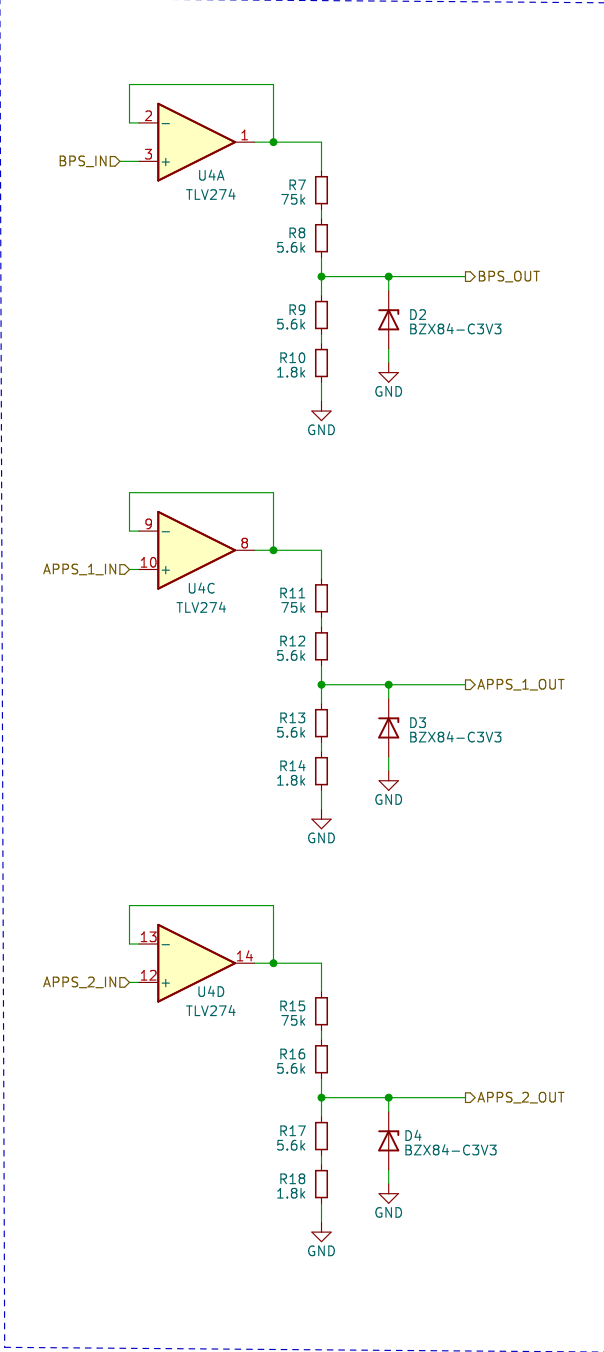 2
1
BPS_IN
3
U4A
TLV274
R7
75k
R8
5.6k
BPS_OUT
R9
5.6k
D2
BZX84-C3V3
R10
1.8k
GND
GND
9
8
APPS_1_IN
10
U4C
TLV274
R11
75k
R12
5.6k
APPS_1_OUT
R13
5.6k
D3
BZX84-C3V3
R14
1.8k
GND
GND
13
14
APPS_2_IN
12
U4D
TLV274
R15
75k
R16
5.6k
APPS_2_OUT
R17
5.6k
D4
BZX84-C3V3
R18
1.8k
GND
GND